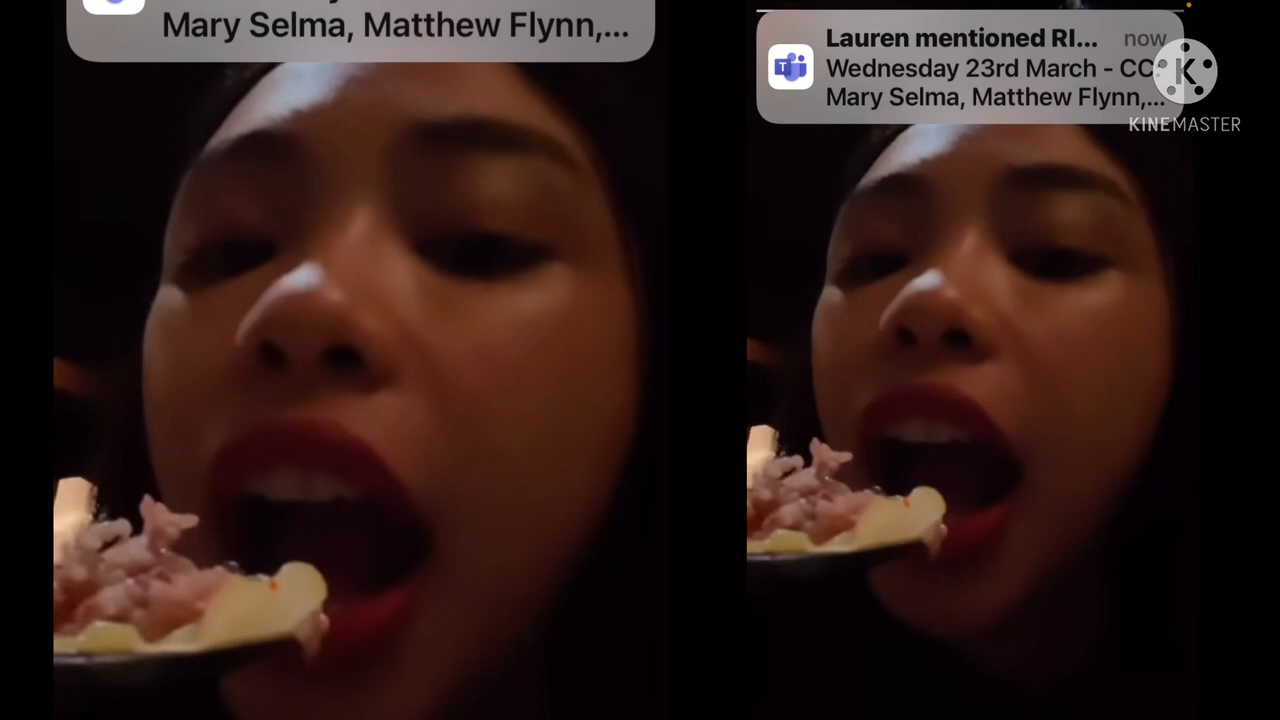 Mary Selma, Matthew Flynn,...
Lauren mentioned RI... now
Wednesday 23rd March - CC
Mary Selma, Matthew Flynn,...
KINEMASTER